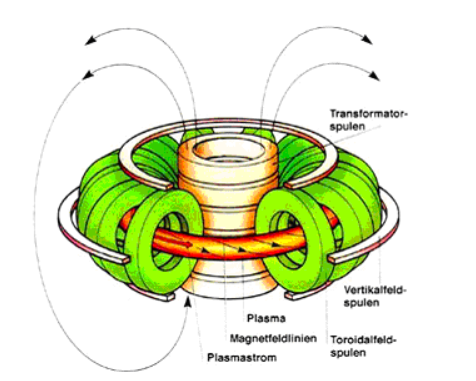 Transformator-
spulen
Vertikalfeld-
spulen
Plasma
Magnetfeldlinien
Plasmastrom
Toroidalfeld-
spulen